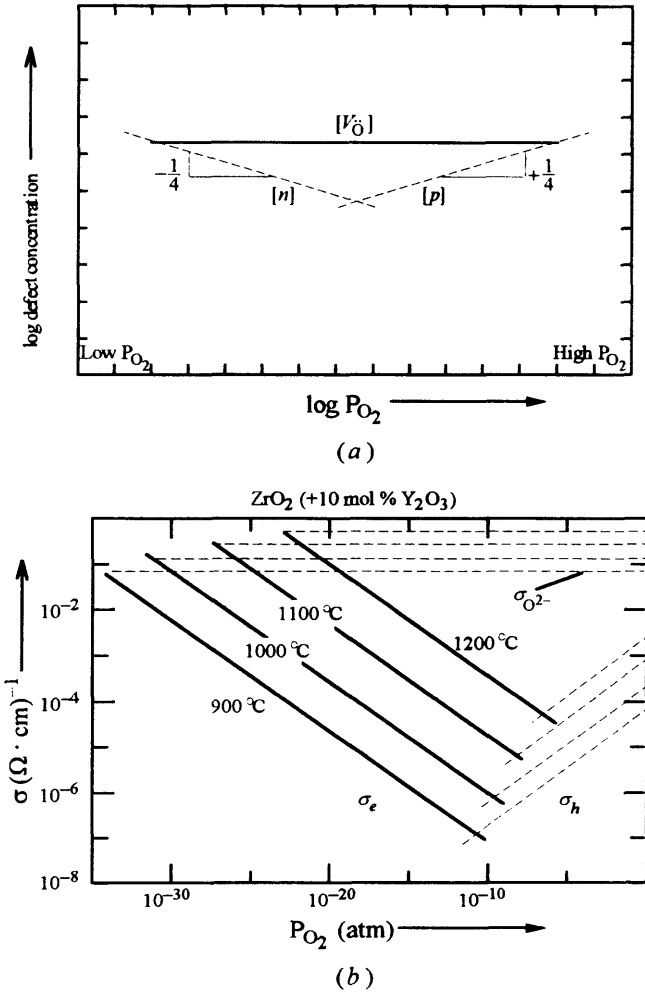 log defect concentration
[V_Ö]
−1/4
[n]
[p]
+1/4
Low P_O₂
High P_O₂
log P_O₂
(a)
ZrO₂ (+10 mol % Y₂O₃)
σ (Ω · cm)⁻¹
10⁻²
10⁻⁴
10⁻⁶
10⁻⁸
σ_O²⁻
1100 °C
1200 °C
1000 °C
900 °C
σ_e
σ_h
10⁻³⁰
10⁻²⁰
10⁻¹⁰
P_O₂ (atm)
(b)